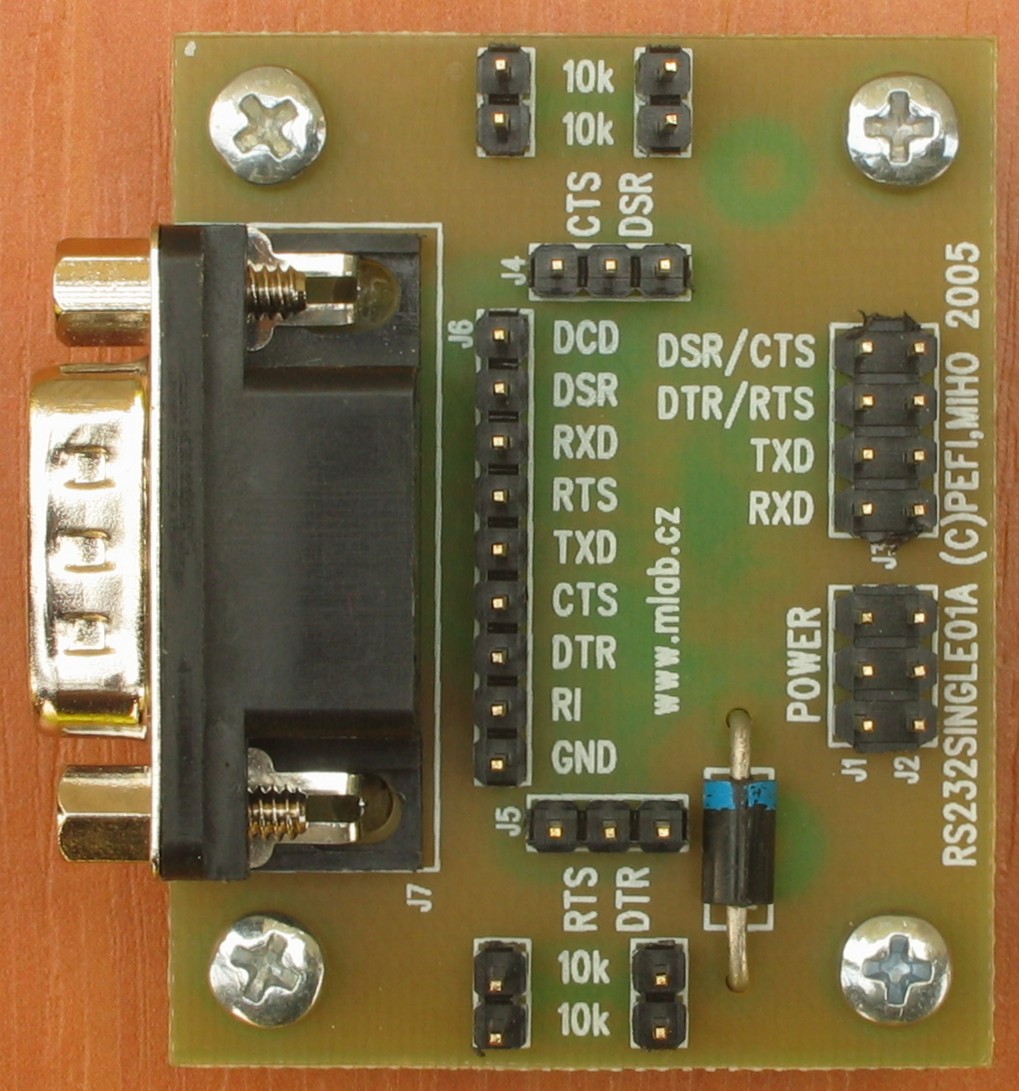 10k
10k
CTS
DSR
J4
J6
DCD
DSR
RXD
RTS
TXD
CTS
DTR
RI
GND
DSR/CTS
DTR/RTS
TXD
RXD
J3
www.mlab.cz
POWER
J1
J2
RS232SINGLE01A (C)PEFI,MIHO 2005
J5
J7
RTS
DTR
10k
10k